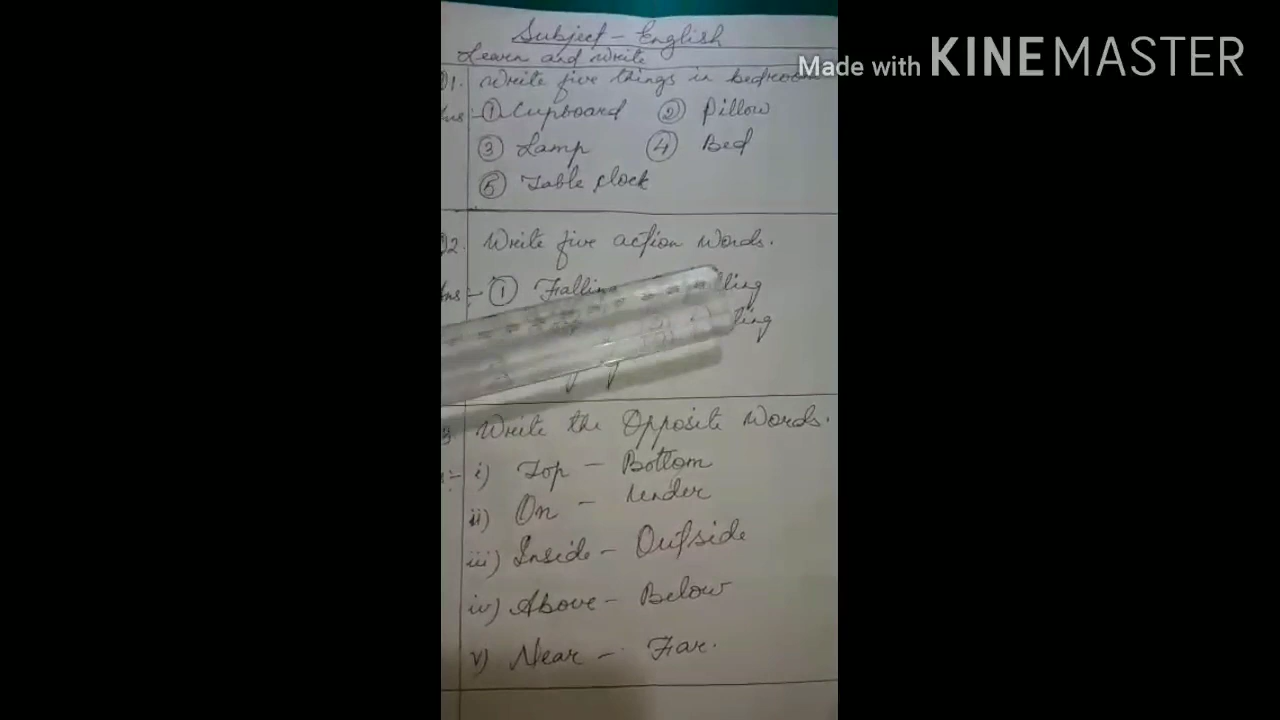 Subject - English
Made with KINEMASTER
Learn and Write
Q1. Write five things in bedroom
Ans :- ① Cupboard ② Pillow
③ Lamp ④ Bed
⑤ Table clock
Q2. Write five action words.
Ans :- ① Falling
3. Write the Opposite Words.
i) Top - Bottom
ii) On - Under
iii) Inside - Outside
iv) Above - Below
v) Near - Far.